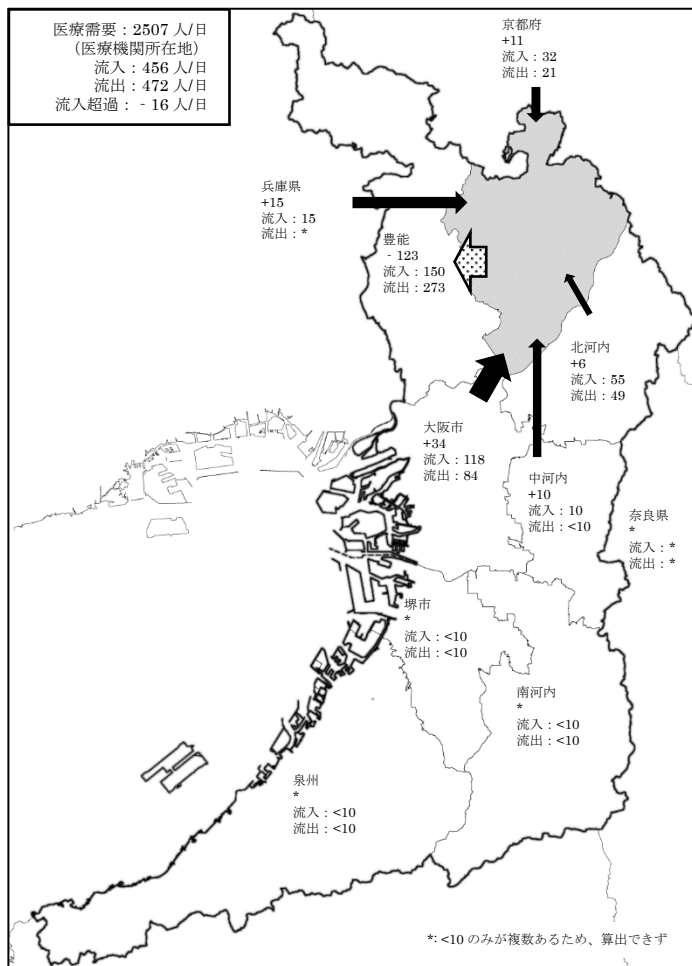 医療需要：2507 人/日
（医療機関所在地）
流入：456 人/日
流出：472 人/日
流入超過：‐16 人/日
京都府
+11
流入：32
流出：21
兵庫県
+15
流入：15
流出：*
豊能
‐123
流入：150
流出：273
北河内
+6
流入：55
流出：49
大阪市
+34
流入：118
流出：84
中河内
+10
流入：10
流出：<10
奈良県
*
流入：*
流出：*
堺市
*
流入：<10
流出：<10
南河内
*
流入：<10
流出：<10
泉州
*
流入：<10
流出：<10
*: <10 のみが複数あるため、算出できず